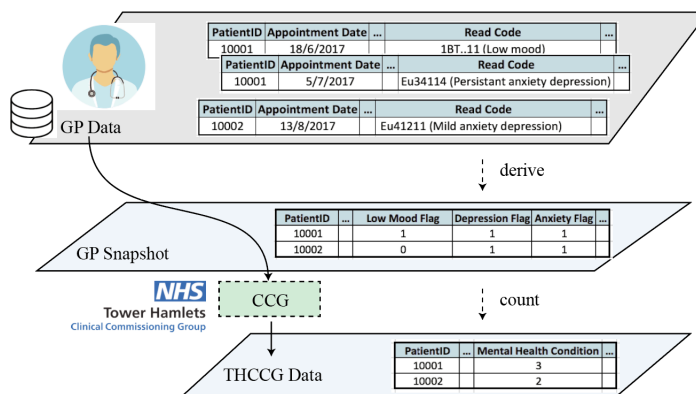 PatientID Appointment Date ... Read Code ...
10001 18/6/2017 1BT..11 (Low mood)
PatientID Appointment Date ... Read Code ...
10001 5/7/2017 Eu34114 (Persistant anxiety depression)
PatientID Appointment Date ... Read Code ...
10002 13/8/2017 Eu41211 (Mild anxiety depression)
GP Data
derive
PatientID ... Low Mood Flag Depression Flag Anxiety Flag ...
10001 1 1 1
10002 0 1 1
GP Snapshot
NHS
Tower Hamlets
Clinical Commissioning Group
CCG
count
PatientID ... Mental Health Condition ...
10001 3
10002 2
THCCG Data